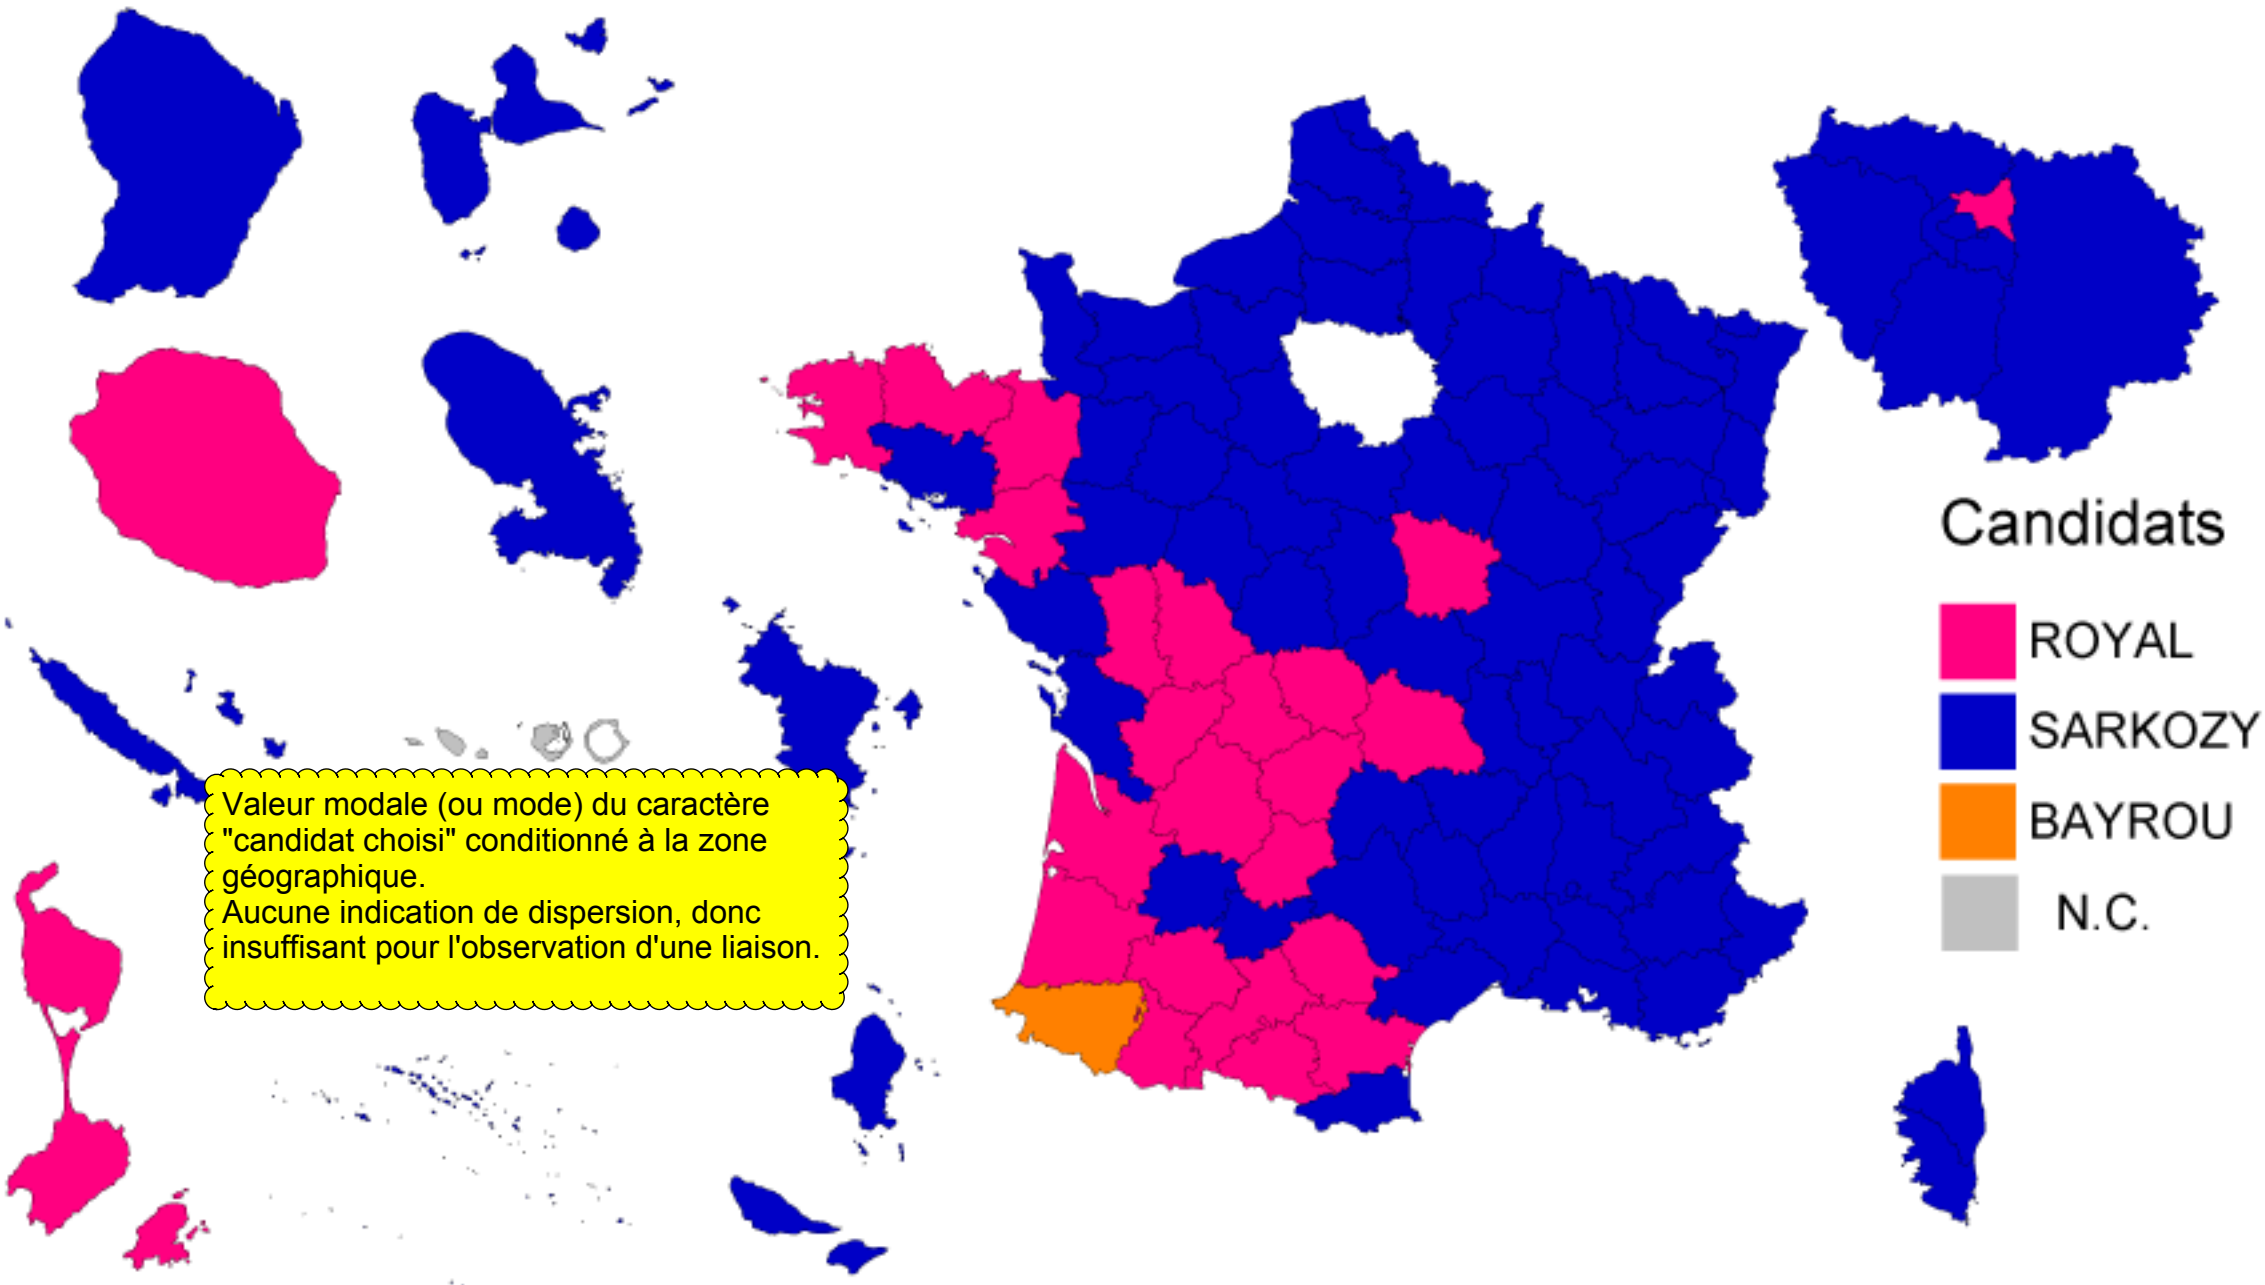 Candidats
ROYAL
SARKOZY
BAYROU
N.C.
Valeur modale (ou mode) du caractère
"candidat choisi" conditionné à la zone
géographique.
Aucune indication de dispersion, donc
insuffisant pour l'observation d'une liaison.